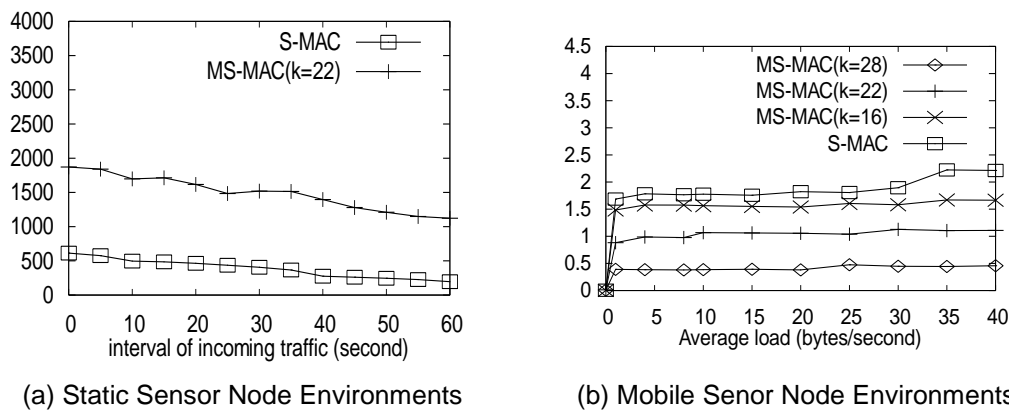 4000
3500
3000
2500
2000
1500
1000
500
0
S-MAC
MS-MAC(k=22)
0 10 20 30 40 50 60
interval of incoming traffic (second)
(a) Static Sensor Node Environments
4.5
4
3.5
3
2.5
2
1.5
1
0.5
0
MS-MAC(k=28)
MS-MAC(k=22)
MS-MAC(k=16)
S-MAC
0 5 10 15 20 25 30 35 40
Average load (bytes/second)
(b) Mobile Senor Node Environments